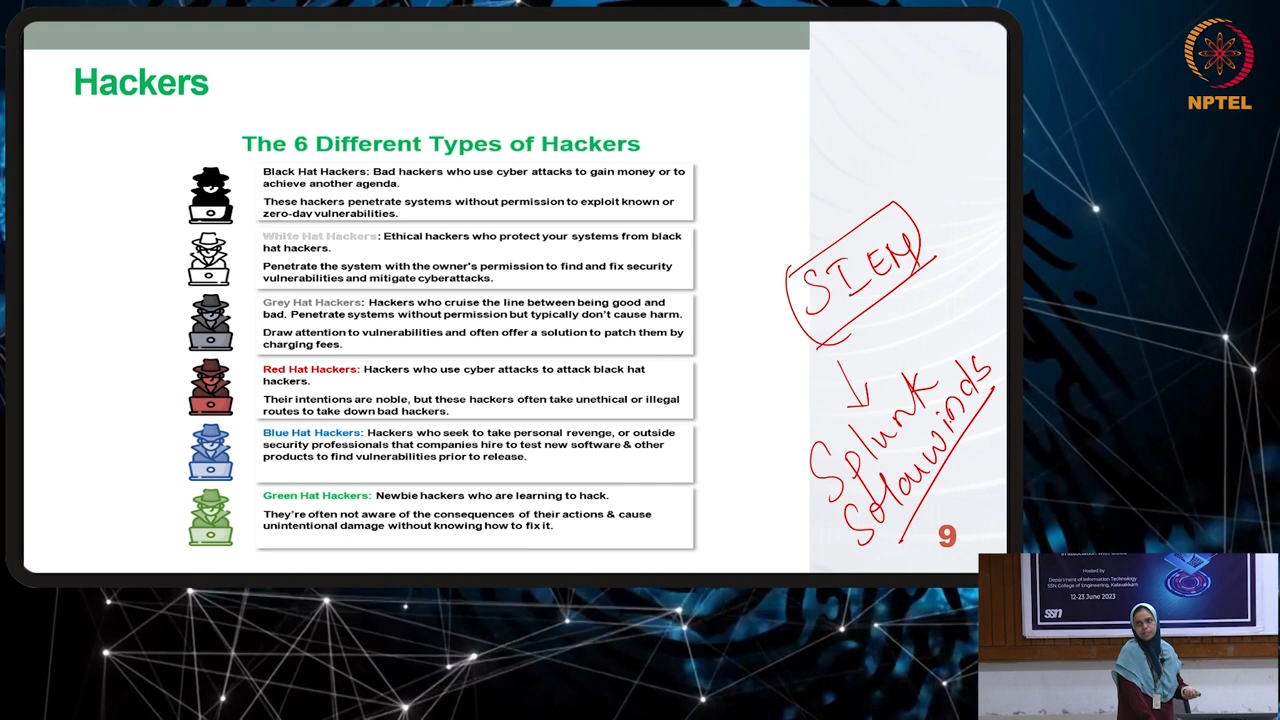 Hackers
The 6 Different Types of Hackers
Black Hat Hackers: Bad hackers who use cyber attacks to gain money or to
achieve another agenda.
These hackers penetrate systems without permission to exploit known or
zero-day vulnerabilities.
White Hat Hackers: Ethical hackers who protect your systems from black
hat hackers.
Penetrate the system with the owner's permission to find and fix security
vulnerabilities and mitigate cyberattacks.
Grey Hat Hackers: Hackers who cruise the line between being good and
bad. Penetrate systems without permission but typically don't cause harm.
Draw attention to vulnerabilities and often offer a solution to patch them by
charging fees.
Red Hat Hackers: Hackers who use cyber attacks to attack black hat
hackers.
Their intentions are noble, but these hackers often take unethical or illegal
routes to take down bad hackers.
Blue Hat Hackers: Hackers who seek to take personal revenge, or outside
security professionals that companies hire to test new software & other
products to find vulnerabilities prior to release.
Green Hat Hackers: Newbie hackers who are learning to hack.
They're often not aware of the consequences of their actions & cause
unintentional damage without knowing how to fix it.
SIEM
Splunk
Solarwinds
9
NPTEL
Hosted by
Department of Information Technology
SSN College of Engineering, Kalavakkam
12-23 June 2023
ssn